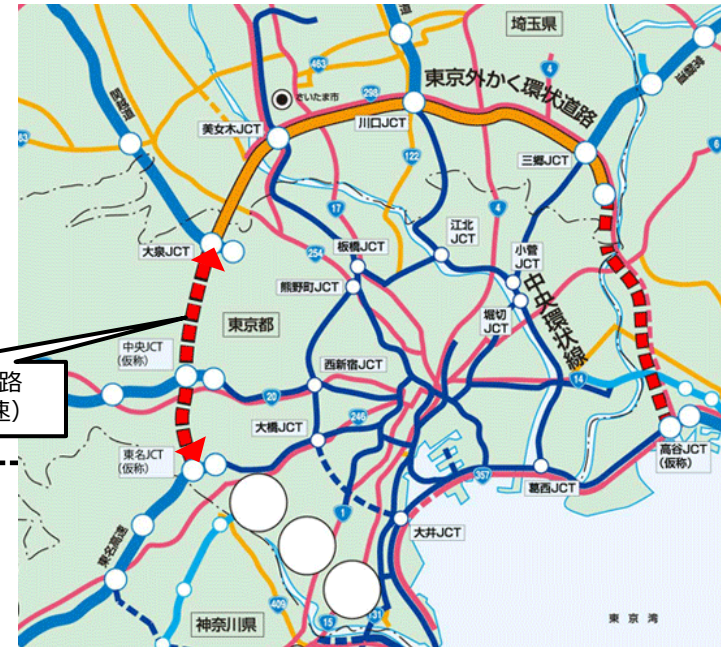 埼玉県
463
4
東京外かく環状道路
さいたま市
298
美女木JCT
川口JCT
三郷JCT
6
122
17
4
254
大泉JCT
板橋JCT
江北
JCT
小菅
JCT
熊野町JCT
中央環状線
堀切
JCT
東京都
中央JCT
(仮称)
路
速)
西新宿JCT
14
20
246
大橋JCT
東名JCT
(仮称)
高谷JCT
(仮称)
357
葛西JCT
1
大井JCT
東名高速
409
神奈川県
15
東京湾